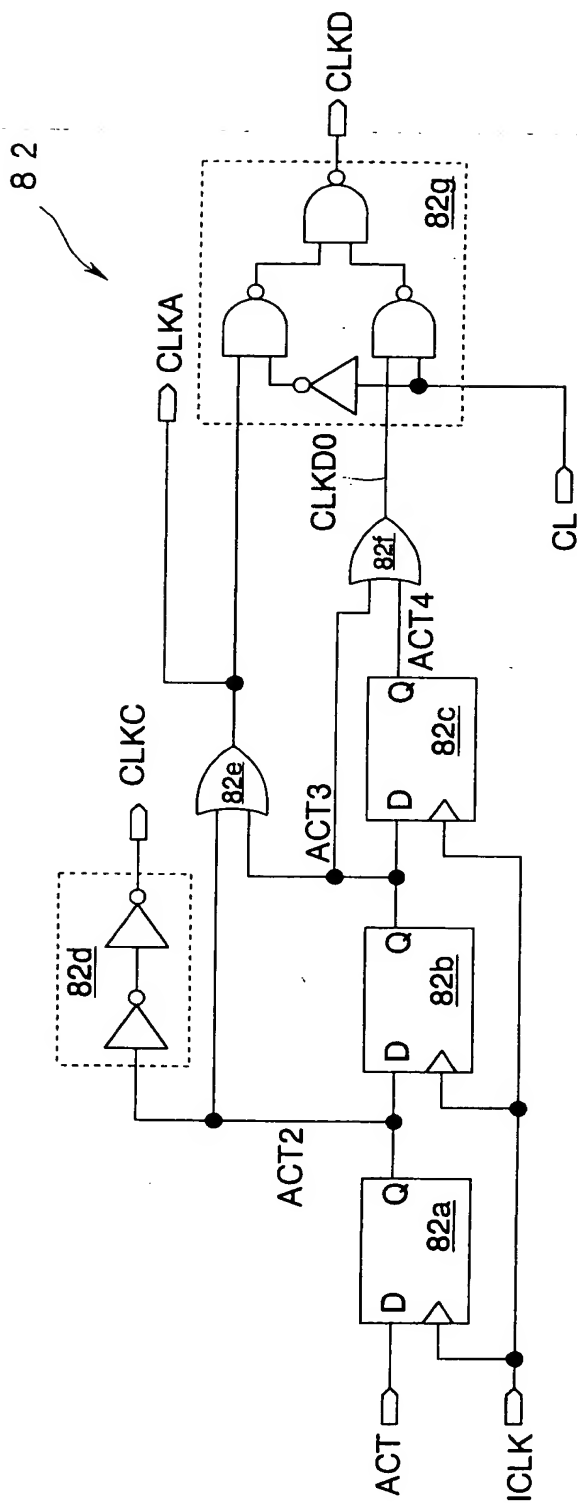 82
CLKC
CLKA
CLKD
82d
82e
82g
ACT2
ACT3
CLKD0
82f
ACT4
D
Q
82a
D
Q
82b
D
Q
82c
ACT
ICLK
CL